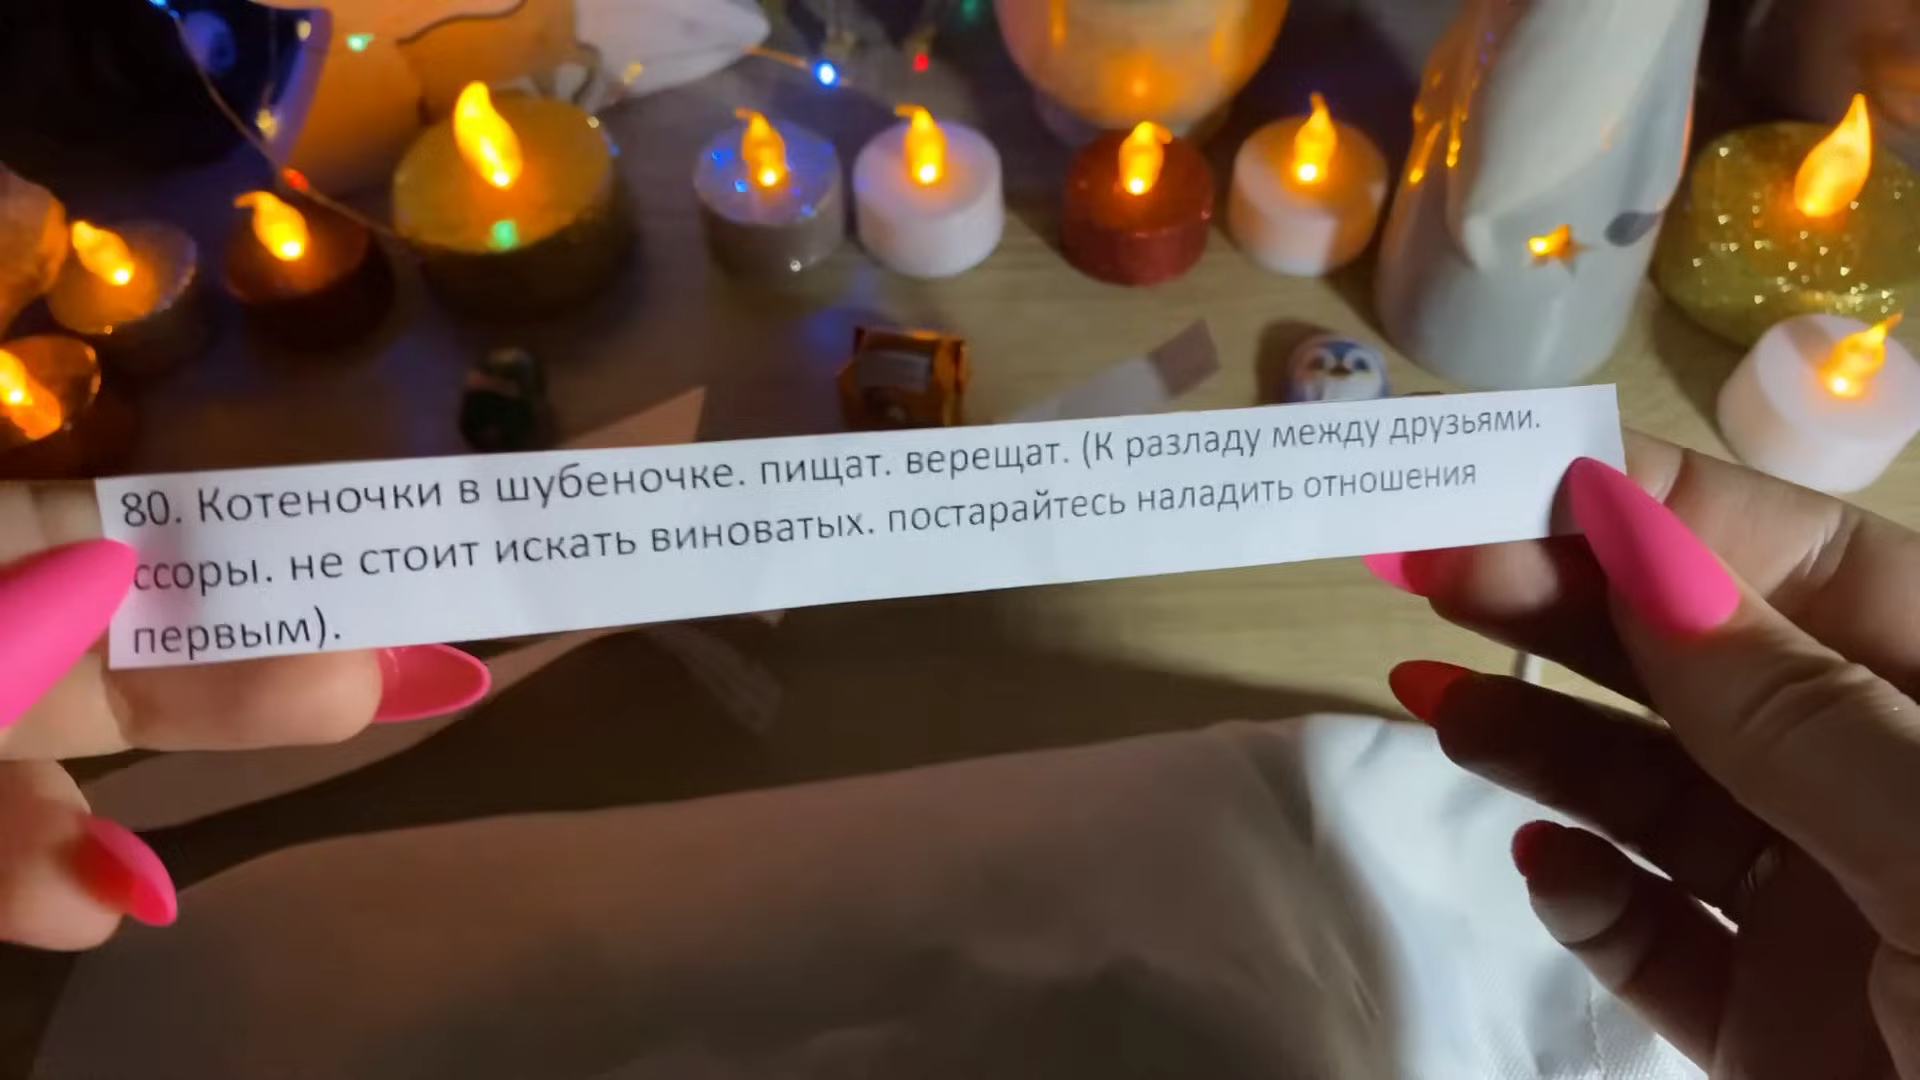 80. Котеночки в шубеночке. пищат. верещат. (К разладу между друзьями.
ссоры. не стоит искать виноватых. постарайтесь наладить отношения
первым).